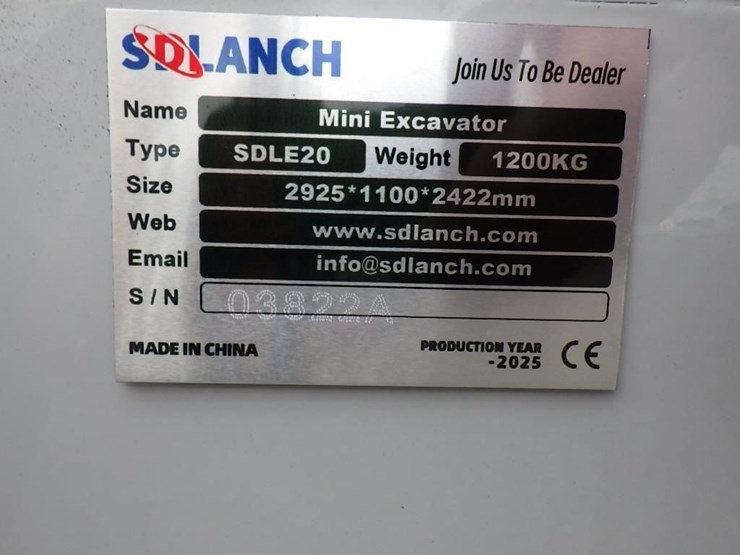 SDLANCH
Join Us To Be Dealer
Name Mini Excavator
Type SDLE20 Weight 1200KG
Size 2925*1100*2422mm
Web www.sdlanch.com
Email info@sdlanch.com
S/N 03822A
MADE IN CHINA
PRODUCTION YEAR
-2025 CE